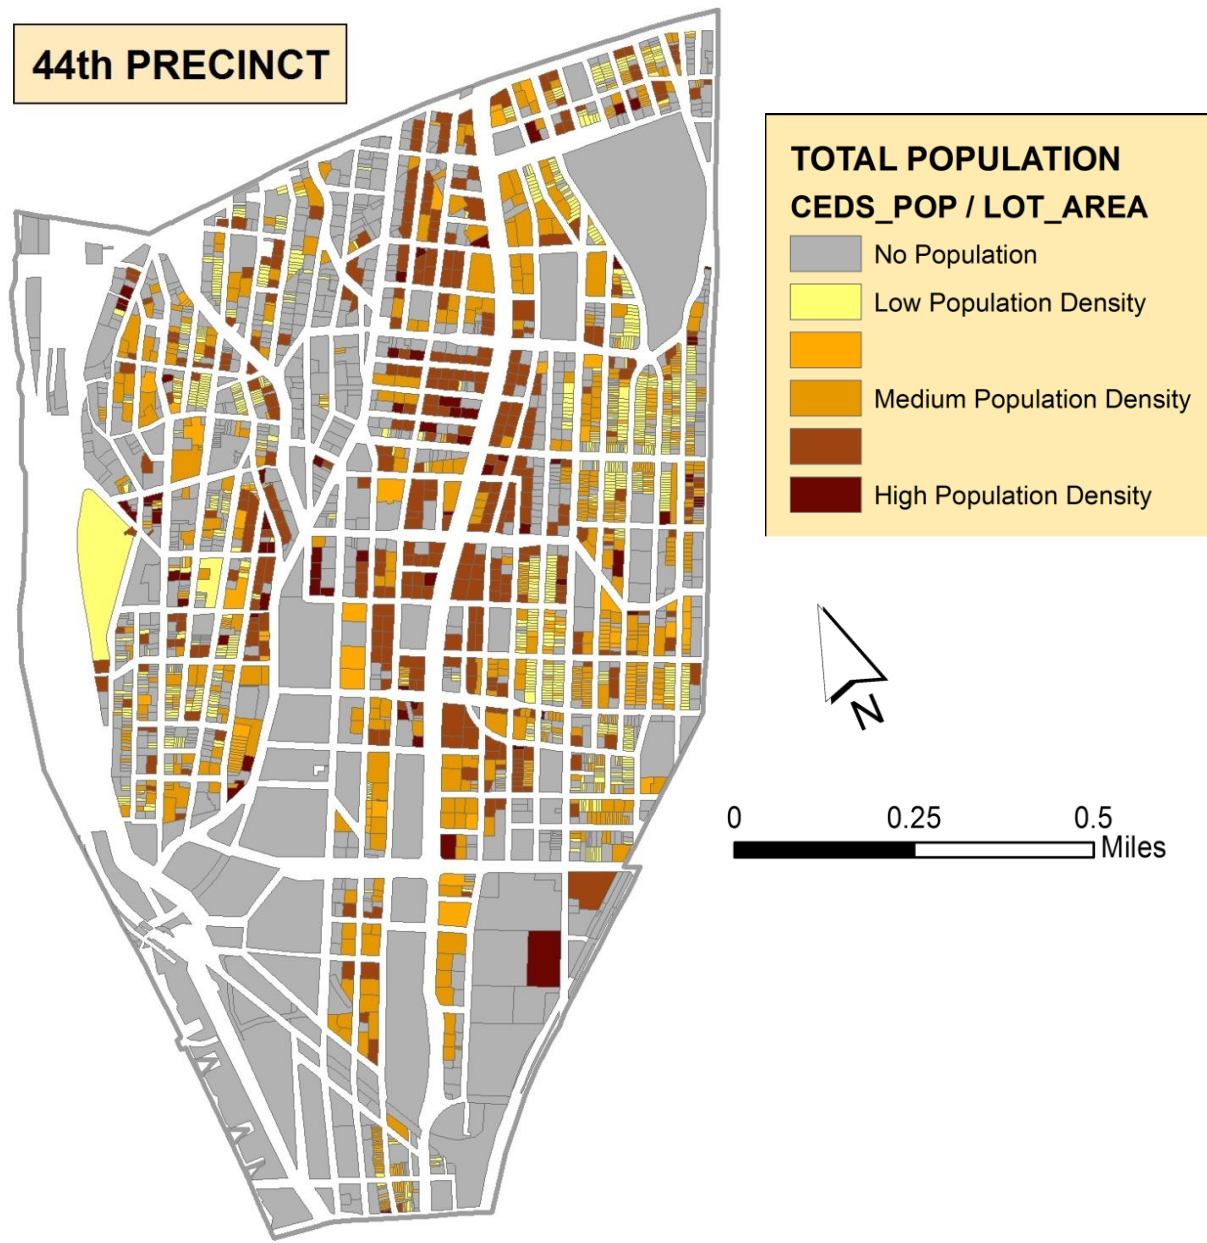 44th PRECINCT
TOTAL POPULATION
CEDS_POP / LOT_AREA
No Population
Low Population Density
Medium Population Density
High Population Density
N
0 0.25 0.5
Miles